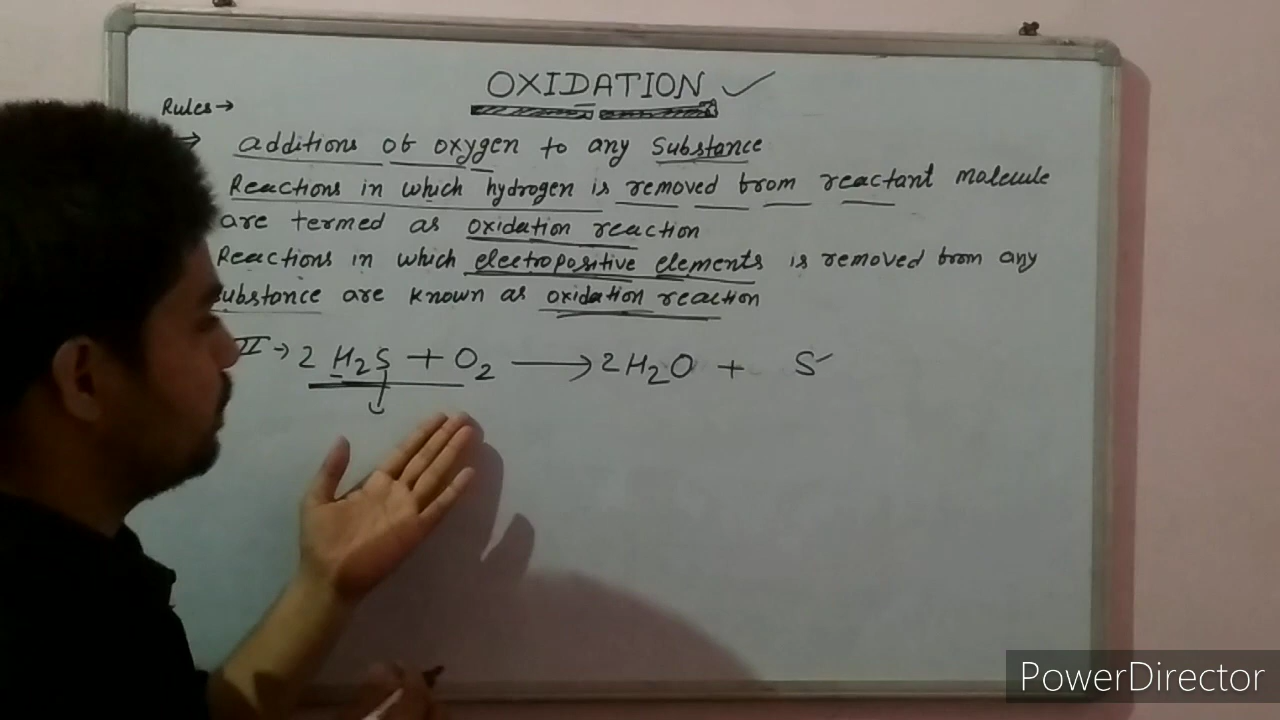 OXIDATION ✓
Rules →
⇒ additions of oxygen to any Substance
Reactions in which hydrogen is removed from reactant molecule
are termed as oxidation reaction
Reactions in which electropositive elements is removed from any
substance are known as oxidation reaction
II → 2 H₂S + O₂ ⟶ 2H₂O + S
PowerDirector